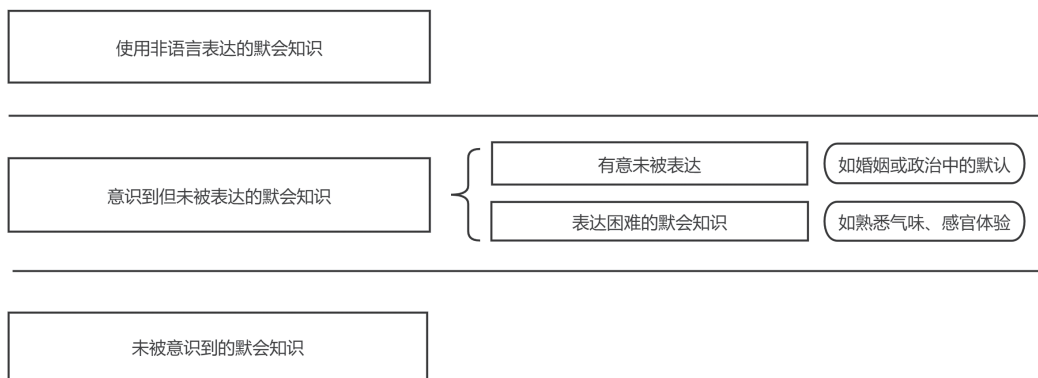 使用非语言表达的默会知识
有意未被表达
如婚姻或政治中的默认
意识到但未被表达的默会知识
表达困难的默会知识
如熟悉气味、感官体验
未被意识到的默会知识